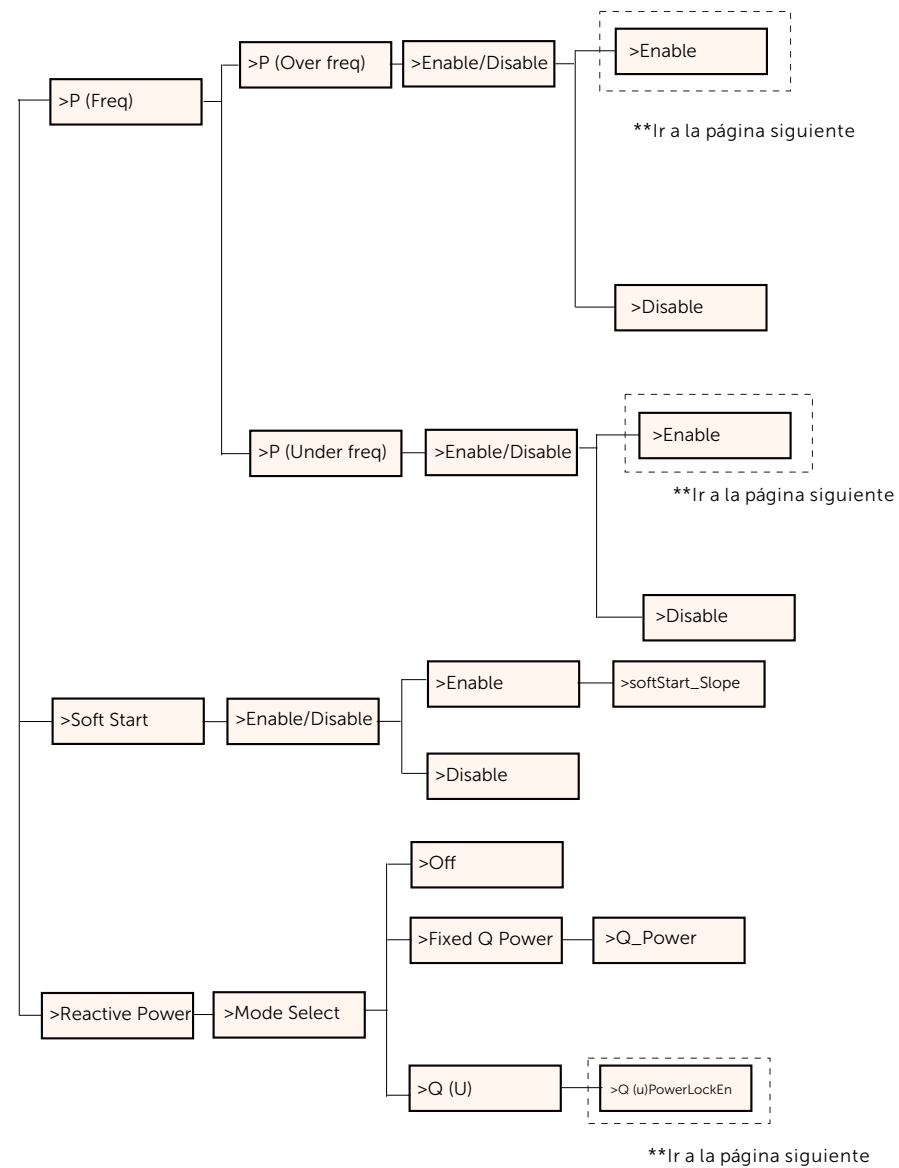 >P (Freq)
>P (Over freq)
>Enable/Disable
>Enable
**Ir a la página siguiente
>Disable
>P (Under freq)
>Enable/Disable
>Enable
**Ir a la página siguiente
>Disable
>Soft Start
>Enable/Disable
>Enable
>softStart_Slope
>Disable
>Reactive Power
>Mode Select
>Off
>Fixed Q Power
>Q_Power
>Q (U)
>Q (u)PowerLockEn
**Ir a la página siguiente